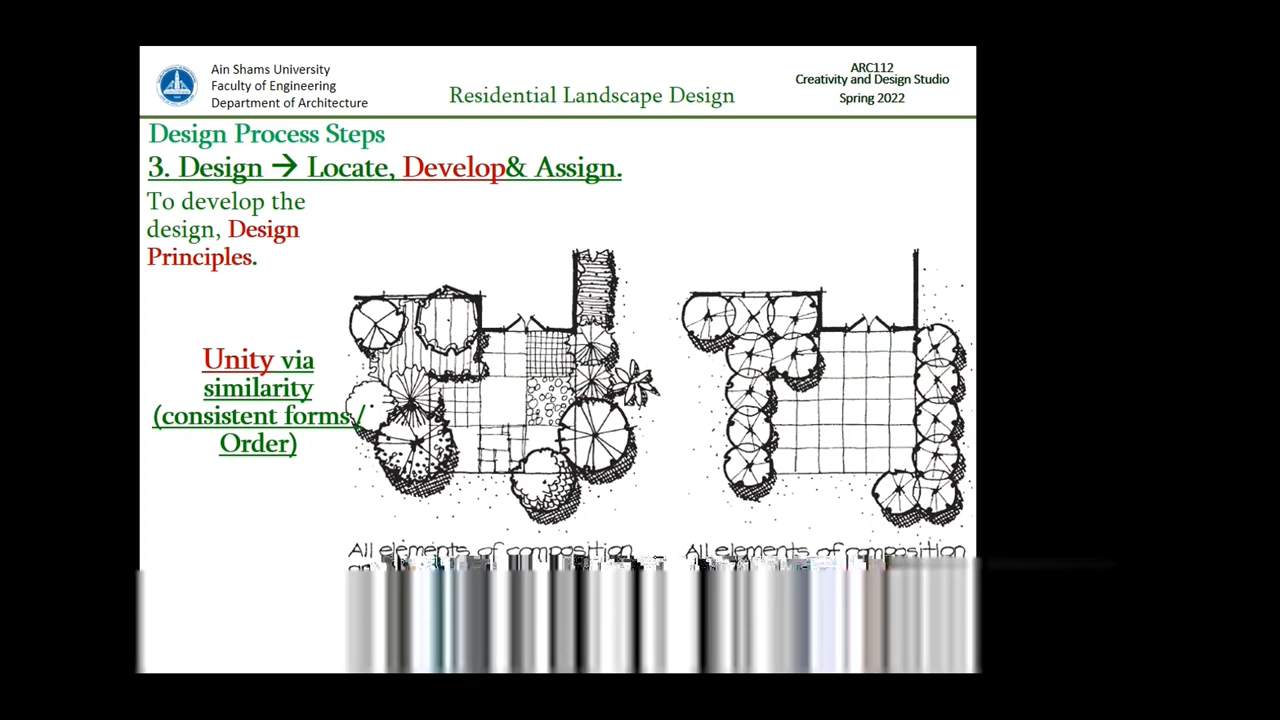 Ain Shams University
Faculty of Engineering
Department of Architecture
Residential Landscape Design
ARC112
Creativity and Design Studio
Spring 2022
Design Process Steps
3. Design → Locate, Develop& Assign.
To develop the
design, Design
Principles.
Unity via
similarity
(consistent forms /
Order)
All elements of composition
All elements of composition